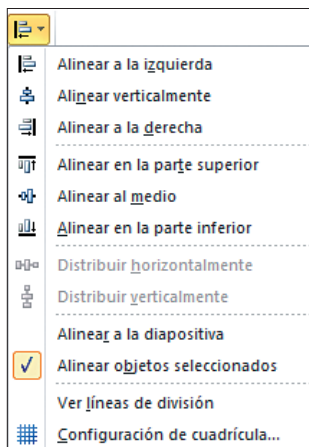 Alinear a la izquierda
Alinear verticalmente
Alinear a la derecha
Alinear en la parte superior
Alinear al medio
Alinear en la parte inferior
Distribuir horizontalmente
Distribuir verticalmente
Alinear a la diapositiva
Alinear objetos seleccionados
Ver líneas de división
Configuración de cuadrícula...